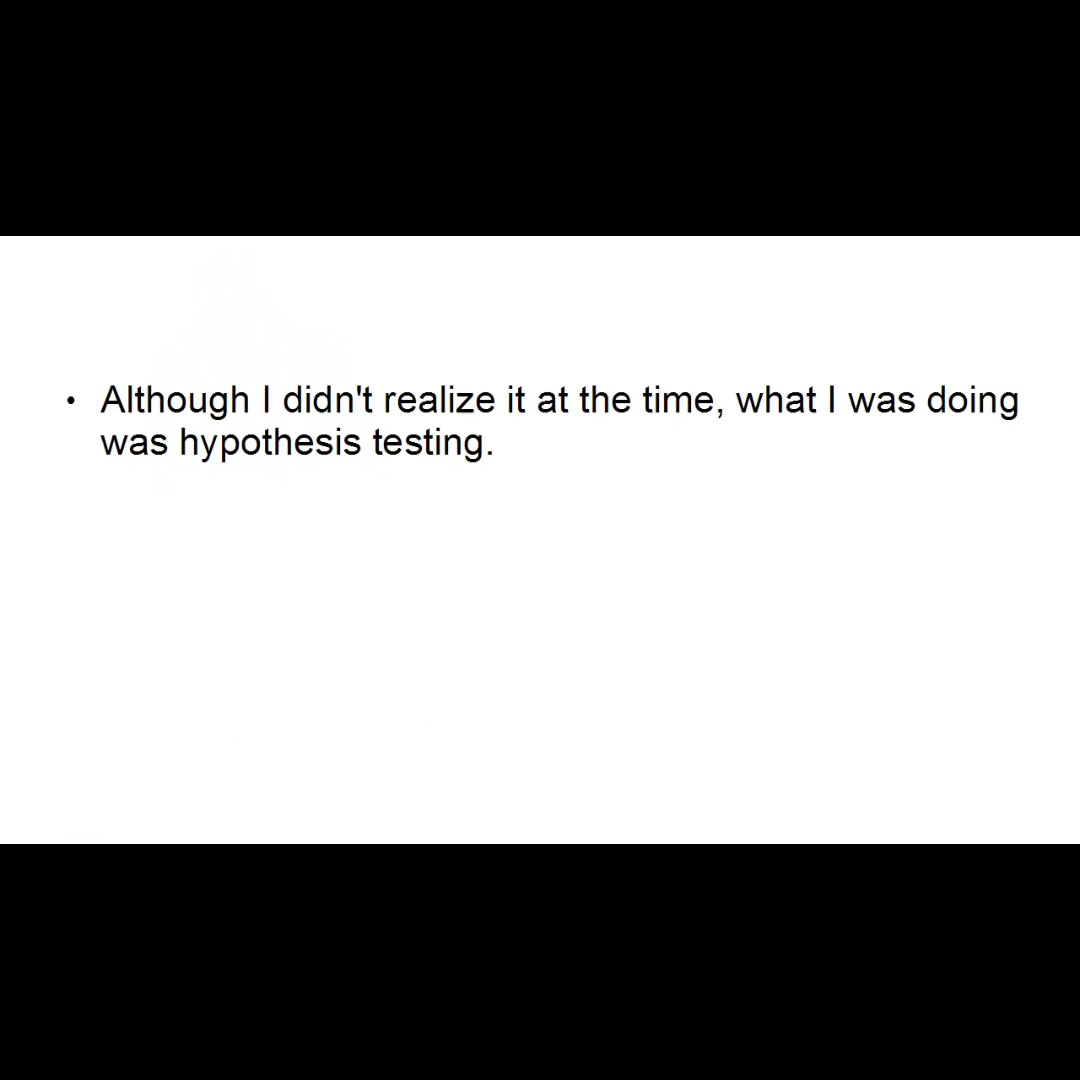 • Although I didn't realize it at the time, what I was doing
was hypothesis testing.